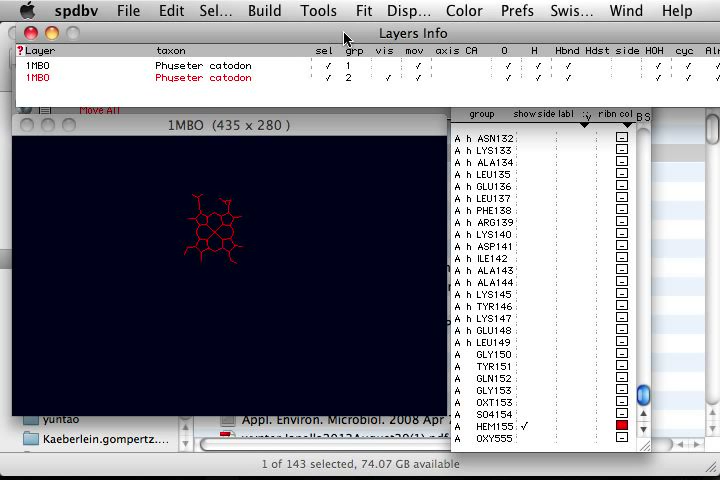 spdbv File Edit Sel... Build Tools Fit Disp... Color Prefs Swis... Wind Help
Layers Info
?Layer taxon sel grp vis mov axis CA O H Hbnd Hdst side HOH cyc
1MBO Physeter catodon ✓ 1 ✓ ✓ ✓ ✓ ✓ ✓
1MBO Physeter catodon ✓ 2 ✓ ✓ ✓ ✓ ✓ ✓ ✓
Move All
1MBO (435 x 280 )
group show side labl ribn col B S
A h ASN132
A h LYS133
A h ALA134
A h LEU135
A h GLU136
A h LEU137
A h PHE138
A h ARG139
A h LYS140
A h ASP141
A h ILE142
A h ALA143
A h ALA144
A h LYS145
A h TYR146
A h LYS147
A h GLU148
A h LEU149
A GLY150
A TYR151
A GLN152
A GLY153
A OXT153
A SO4154
A HEM155 ✓
A OXY555
yuntao
Kaeberlein.gompertz....
Appl. Environ. Microbiol. 2008 Apr
1 of 143 selected, 74.07 GB available